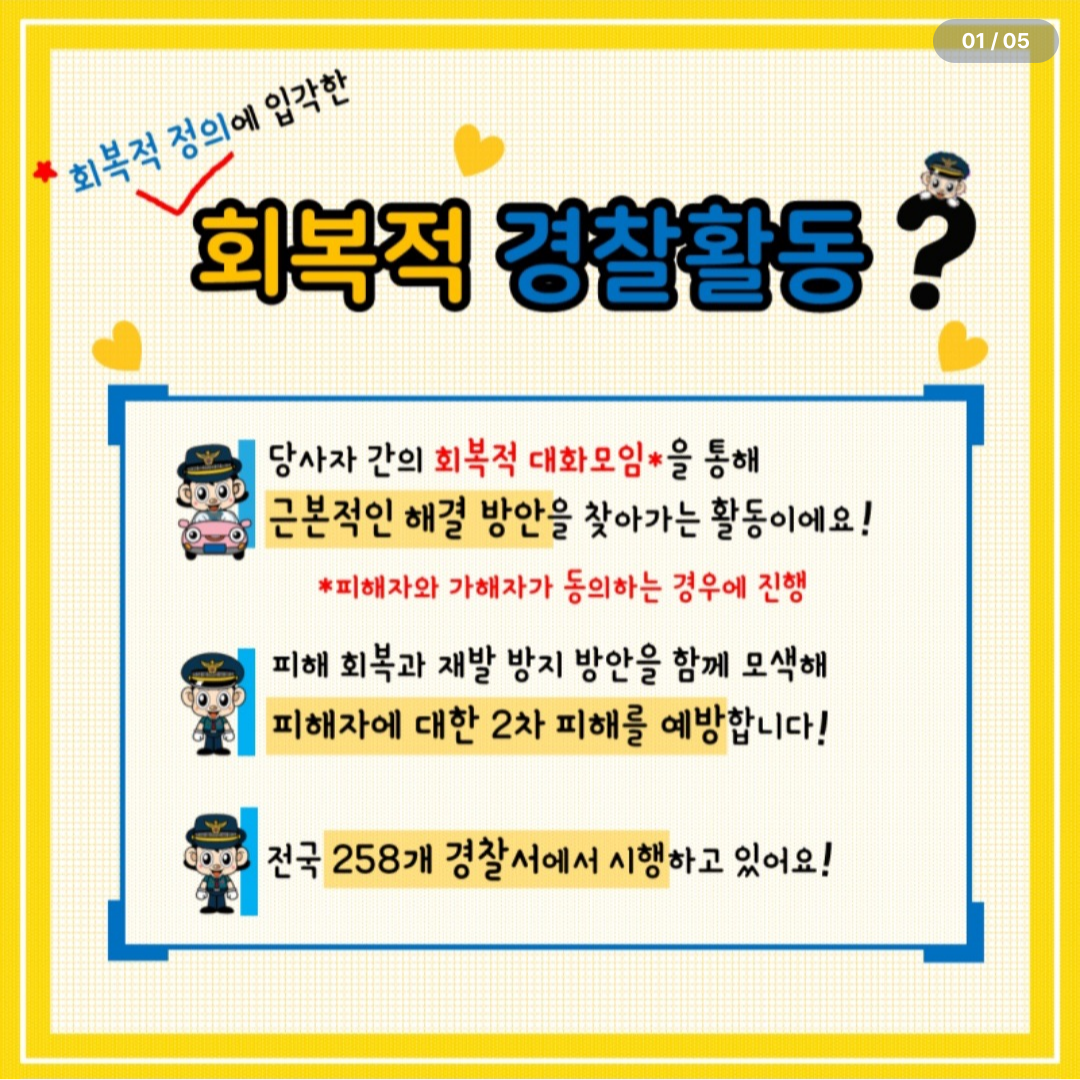 01 / 05
회복적 정의에 입각한
회복적 경찰활동?
당사자 간의 회복적 대화모임*을 통해
근본적인 해결 방안을 찾아가는 활동이에요!
*피해자와 가해자가 동의하는 경우에 진행
피해 회복과 재발 방지 방안을 함께 모색해
피해자에 대한 2차 피해를 예방합니다!
전국 258개 경찰서에서 시행하고 있어요!